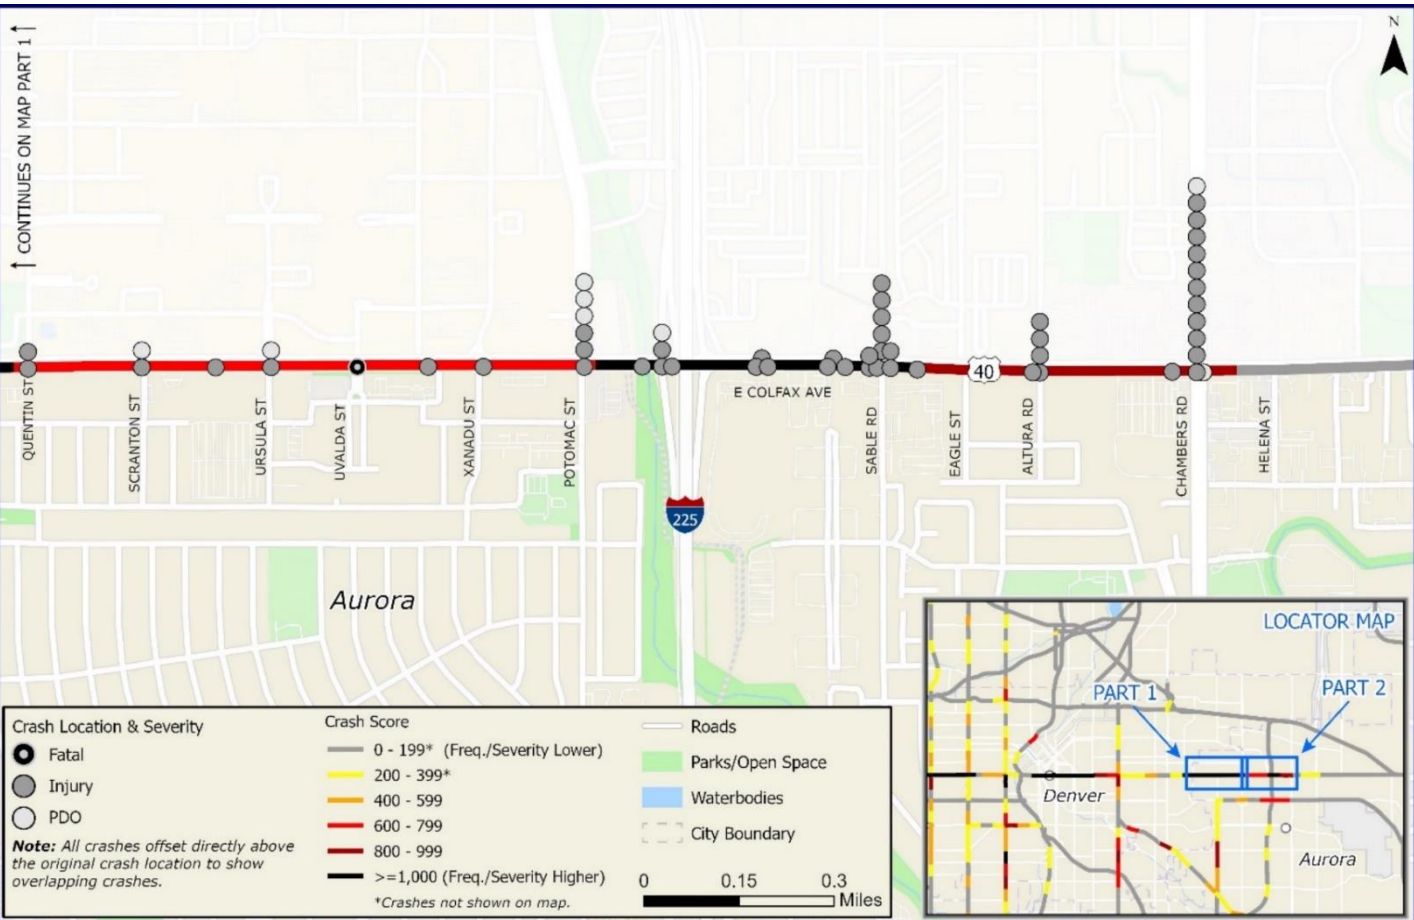 N
CONTINUES ON MAP PART 1
40
E COLFAX AVE
QUENTIN ST
SCRANTON ST
URSULA ST
UVALDA ST
XANADU ST
POTOMAC ST
SABLE RD
EAGLE ST
ALTURA RD
CHAMBERS RD
HELENA ST
225
Aurora
LOCATOR MAP
PART 1
PART 2
Denver
Aurora
Crash Location & Severity
Fatal
Injury
PDO
Note: All crashes offset directly above
the original crash location to show
overlapping crashes.
Crash Score
0 - 199* (Freq./Severity Lower)
200 - 399*
400 - 599
600 - 799
800 - 999
>=1,000 (Freq./Severity Higher)
*Crashes not shown on map.
Roads
Parks/Open Space
Waterbodies
City Boundary
0 0.15 0.3
Miles